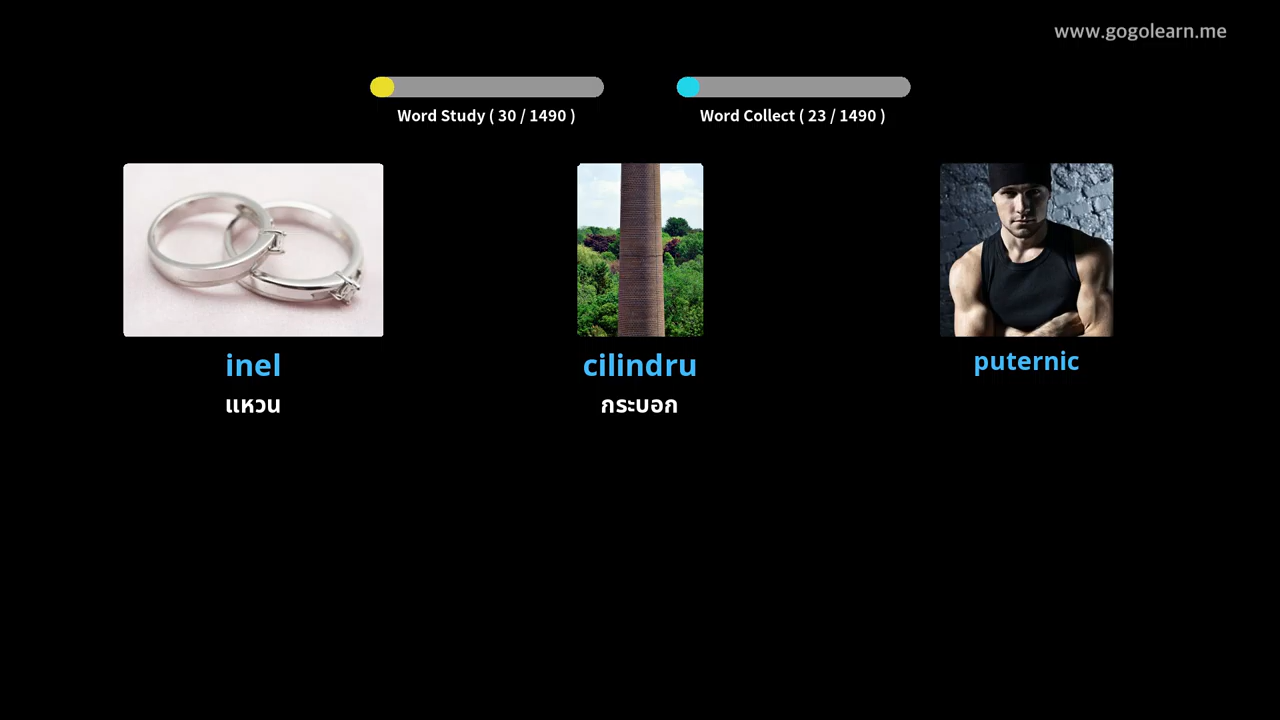 www.gogolearn.me
Word Study ( 30 / 1490 )
Word Collect ( 23 / 1490 )
inel
cilindru
puternic
แหวน
กระบอก